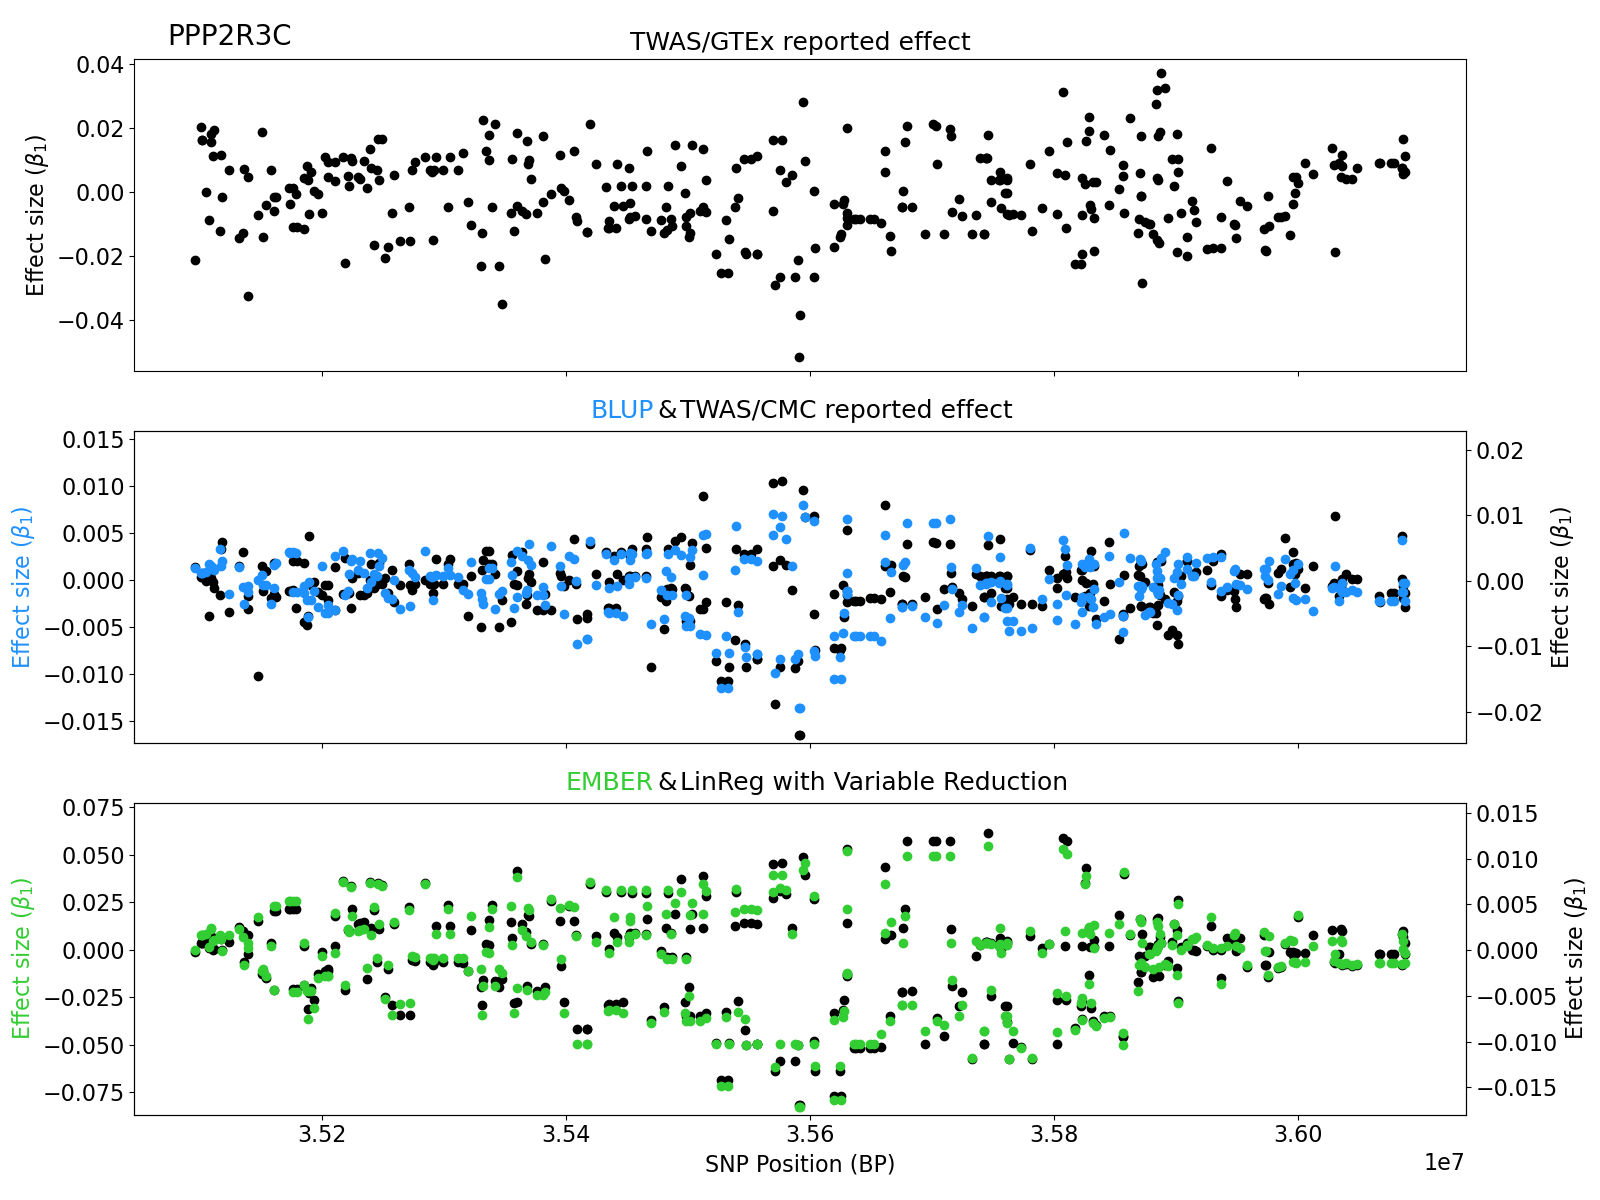 PPP2R3C
TWAS/GTEx reported effect
0.04
0.02
0.00
−0.02
−0.04
Effect size (β₁)
BLUP & TWAS/CMC reported effect
0.015
0.010
0.005
0.000
−0.005
−0.010
−0.015
Effect size (β₁)
0.02
0.01
0.00
−0.01
−0.02
Effect size (β₁)
EMBER & LinReg with Variable Reduction
0.075
0.050
0.025
0.000
−0.025
−0.050
−0.075
Effect size (β₁)
0.015
0.010
0.005
0.000
−0.005
−0.010
−0.015
Effect size (β₁)
3.52 3.54 3.56 3.58 3.60
SNP Position (BP)
1e7